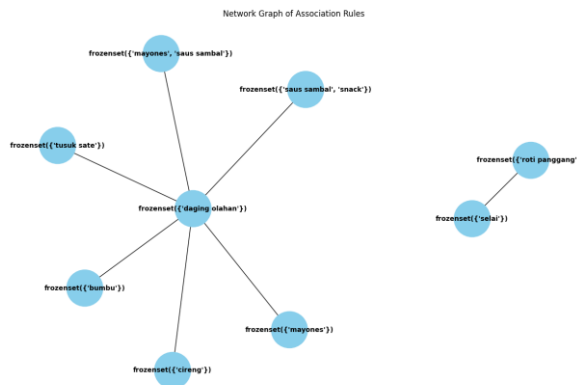 Network Graph of Association Rules
frozenset({'mayones', 'saus sambal'})
frozenset({'saus sambal', 'snack'})
frozenset({'tusuk sate'})
frozenset({'roti panggang'
frozenset({'daging olahan'})
frozenset({'selai'})
frozenset({'bumbu'})
frozenset({'mayones'})
frozenset({'cireng'})